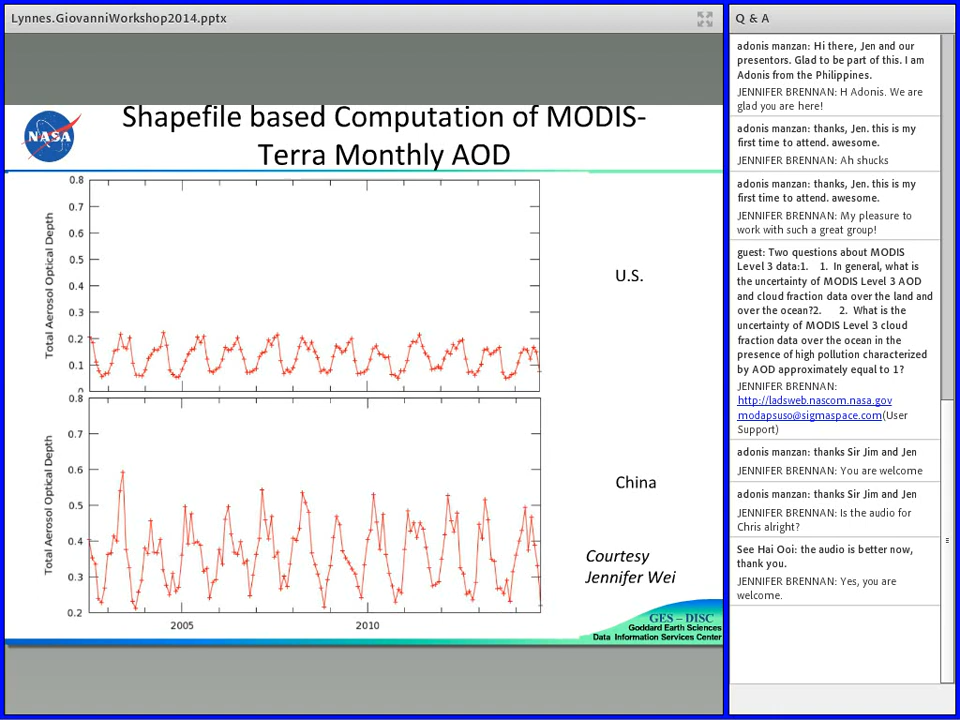 Lynnes.GiovanniWorkshop2014.pptx
NASA
Shapefile based Computation of MODIS-
Terra Monthly AOD
Total Aerosol Optical Depth
0.8
0.7
0.6
0.5
0.4
0.3
0.2
0.1
0
U.S.
Total Aerosol Optical Depth
0.8
0.7
0.6
0.5
0.4
0.3
0.2
2005
2010
China
Courtesy
Jennifer Wei
GES – DISC
Goddard Earth Sciences
Data Information Services Center
Q & A
adonis manzan: Hi there, Jen and our
presentors. Glad to be part of this. I am
Adonis from the Philippines.
JENNIFER BRENNAN: H Adonis. We are
glad you are here!
adonis manzan: thanks, Jen. this is my
first time to attend. awesome.
JENNIFER BRENNAN: Ah shucks
adonis manzan: thanks, Jen. this is my
first time to attend. awesome.
JENNIFER BRENNAN: My pleasure to
work with such a great group!
guest: Two questions about MODIS
Level 3 data:1. 1. In general, what is
the uncertainty of MODIS Level 3 AOD
and cloud fraction data over the land and
over the ocean?2. 2. What is the
uncertainty of MODIS Level 3 cloud
fraction data over the ocean in the
presence of high pollution characterized
by AOD approximately equal to 1?
JENNIFER BRENNAN:
http://ladsweb.nascom.nasa.gov
modapsuso@sigmaspace.com(User
Support)
adonis manzan: thanks Sir Jim and Jen
JENNIFER BRENNAN: You are welcome
adonis manzan: thanks Sir Jim and Jen
JENNIFER BRENNAN: Is the audio for
Chris alright?
See Hai Ooi: the audio is better now,
thank you.
JENNIFER BRENNAN: Yes, you are
welcome.